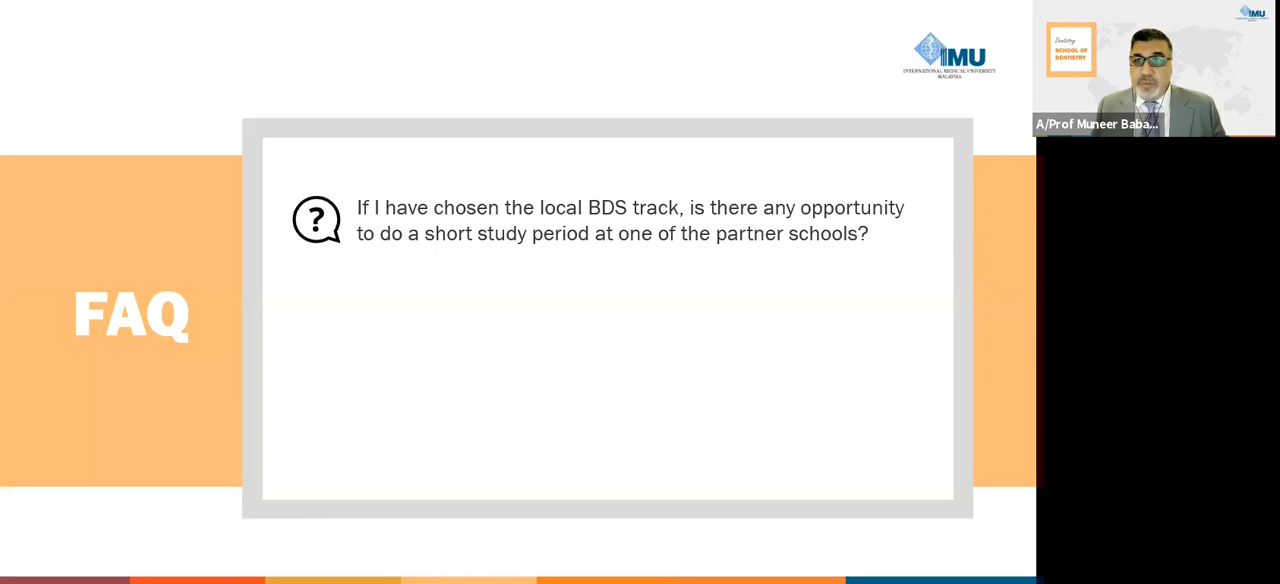 IMU
INTERNATIONAL MEDICAL UNIVERSITY
MALAYSIA
If I have chosen the local BDS track, is there any opportunity
to do a short study period at one of the partner schools?
FAQ
IMU
Dentistry
SCHOOL OF
DENTISTRY
A/Prof Muneer Baba...